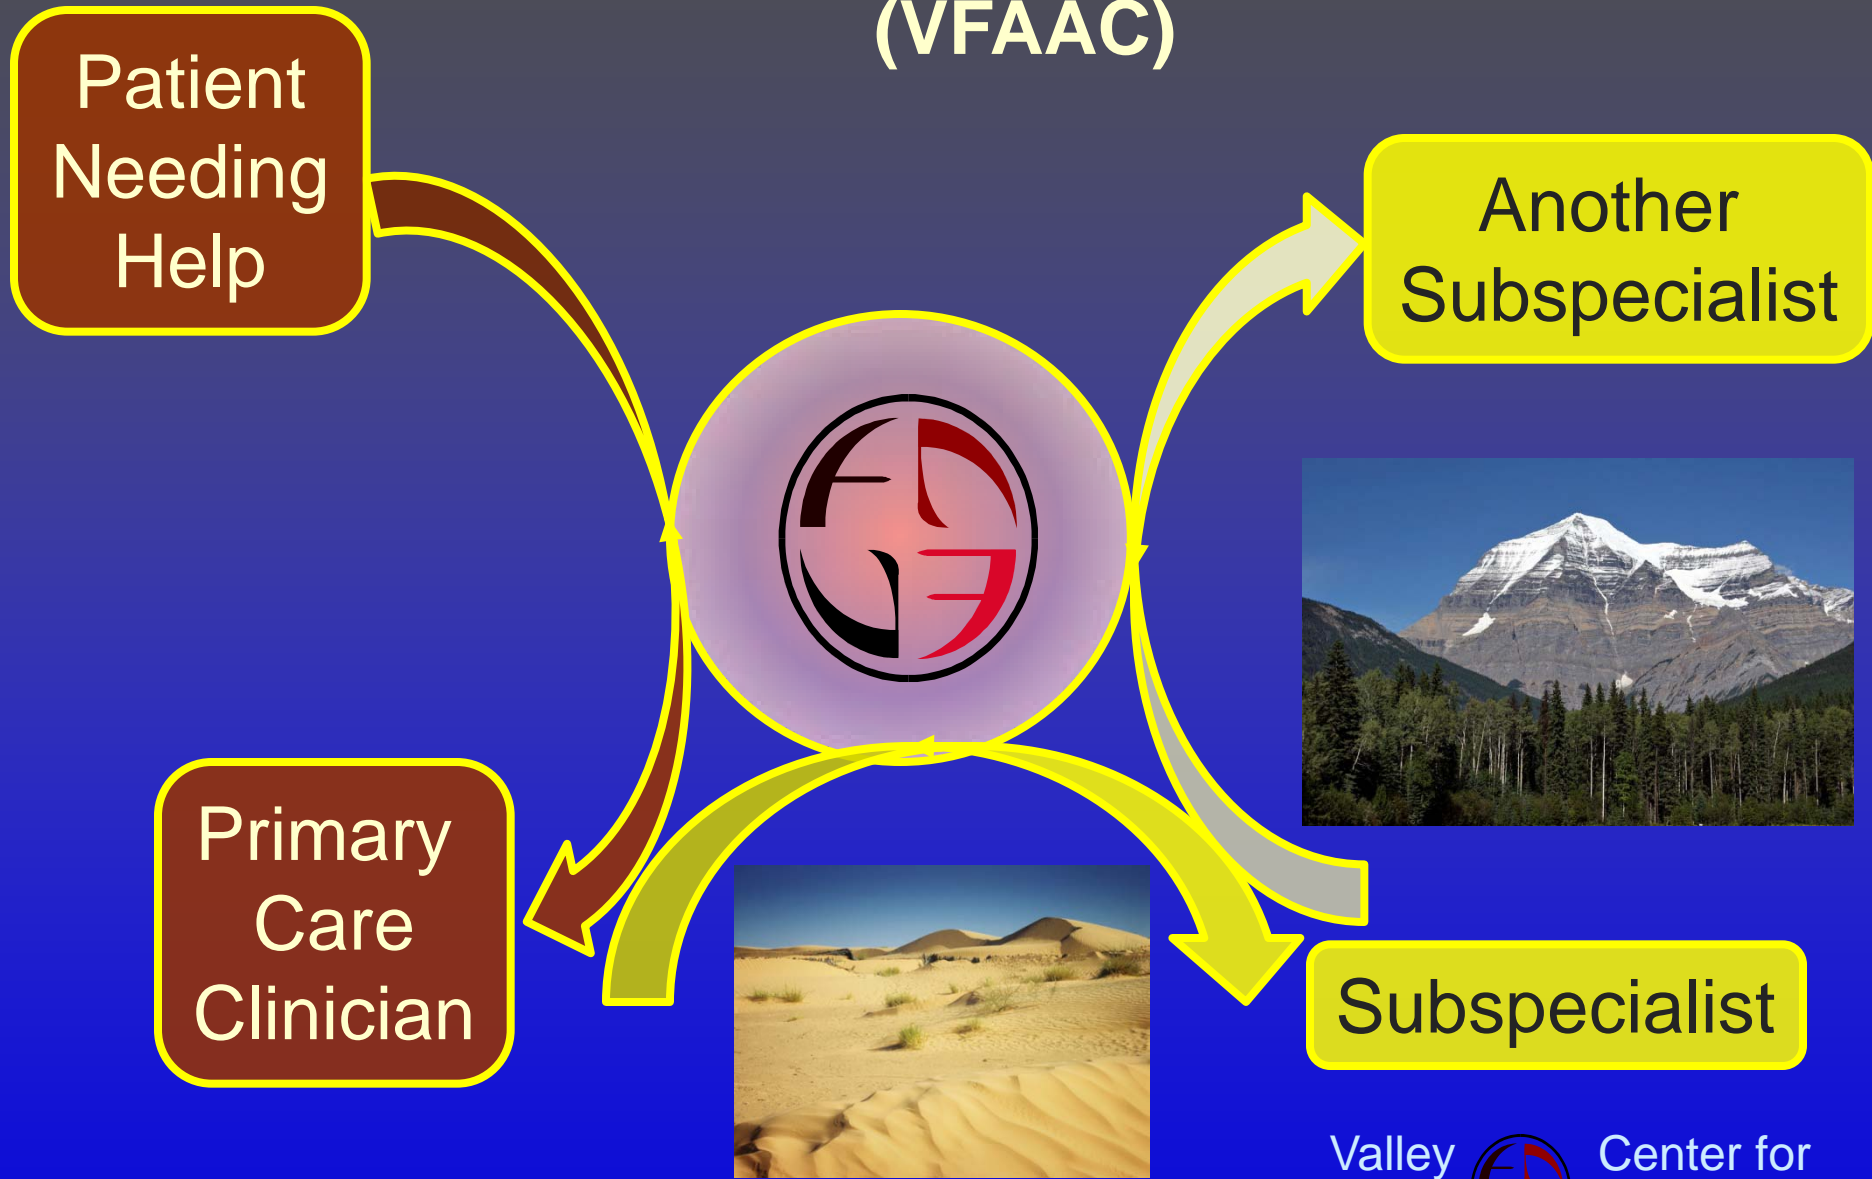 (VFAAC)
Patient
Needing
Help
Another
Subspecialist
Primary
Care
Clinician
Subspecialist
Valley Center for